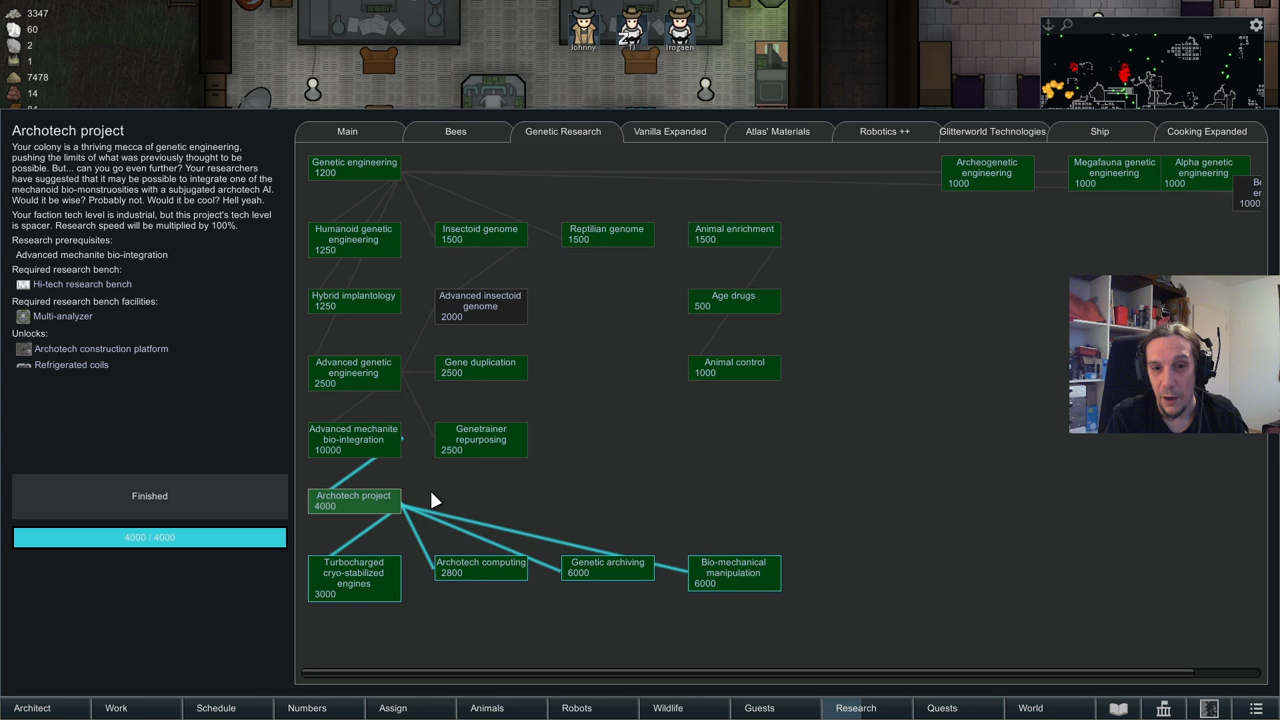 3347
60
2
1
7478
14
Johnny
TJ
Trogaen
Archotech project
Your colony is a thriving mecca of genetic engineering,
pushing the limits of what was previously thought to be
possible. But... can you go even further? Your researchers
have suggested that it may be possible to integrate one of the
mechanoid bio-monstruosities with a subjugated archotech AI.
Would it be wise? Probably not. Would it be cool? Hell yeah.
Your faction tech level is industrial, but this project's tech level
is spacer. Research speed will be multiplied by 100%.
Research prerequisites:
Advanced mechanite bio-integration
Required research bench:
Hi-tech research bench
Required research bench facilities:
Multi-analyzer
Unlocks:
Archotech construction platform
Refrigerated coils
Finished
4000 / 4000
Main
Bees
Genetic Research
Vanilla Expanded
Atlas' Materials
Robotics ++
Glitterworld Technologies
Ship
Cooking Expanded
Genetic engineering
1200
Archeogenetic
engineering
1000
Megafauna genetic
engineering
1000
Alpha genetic
engineering
1000
1000
Humanoid genetic
engineering
1250
Insectoid genome
1500
Reptilian genome
1500
Animal enrichment
1500
Hybrid implantology
1250
Advanced insectoid
genome
2000
Age drugs
500
Advanced genetic
engineering
2500
Gene duplication
2500
Animal control
1000
Advanced mechanite
bio-integration
10000
Genetrainer
repurposing
2500
Archotech project
4000
Turbocharged
cryo-stabilized
engines
3000
Archotech computing
2800
Genetic archiving
6000
Bio-mechanical
manipulation
6000
Architect
Work
Schedule
Numbers
Assign
Animals
Robots
Wildlife
Guests
Research
Quests
World